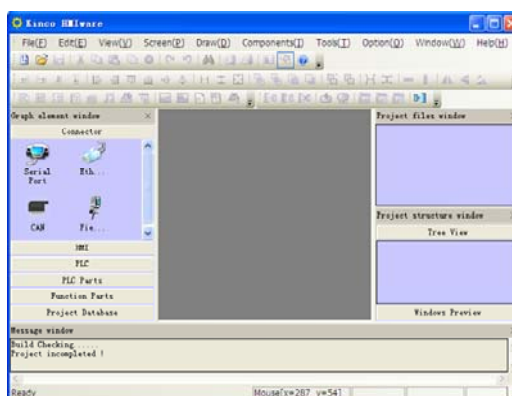 Kinco HMIware
File(F) Edit(E) View(V) Screen(P) Draw(D) Components(I) Tools(T) Option(O) Window(W) Help(H)
Graph element window
Connector
Serial Port
Eth...
CAN
Fie...
HMI
PLC
PLC Parts
Function Parts
Project Database
Project files window
Project structure window
Tree View
Windows Preview
Message window
Build Checking......
Project incompleted !
Ready
Mouse[x=287 y=54]